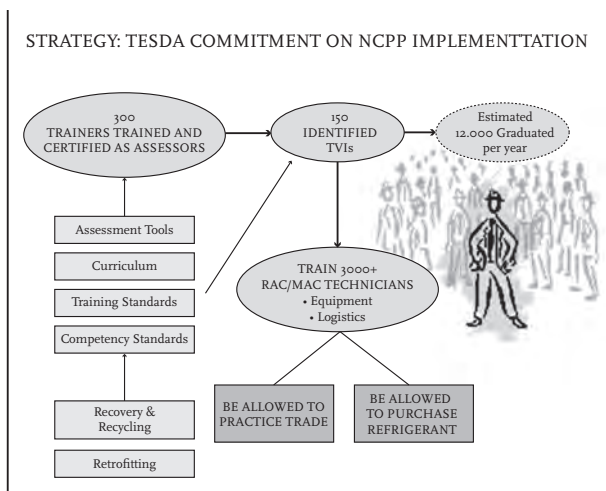 STRATEGY: TESDA COMMITMENT ON NCPP IMPLEMENTTATION
300
TRAINERS TRAINED AND
CERTIFIED AS ASSESSORS
150
IDENTIFIED
TVIs
Estimated
12.000 Graduated
per year
Assessment Tools
Curriculum
Training Standards
Competency Standards
Recovery &
Recycling
Retrofitting
TRAIN 3000+
RAC/MAC TECHNICIANS
• Equipment
• Logistics
BE ALLOWED TO
PRACTICE TRADE
BE ALLOWED
TO PURCHASE
REFRIGERANT